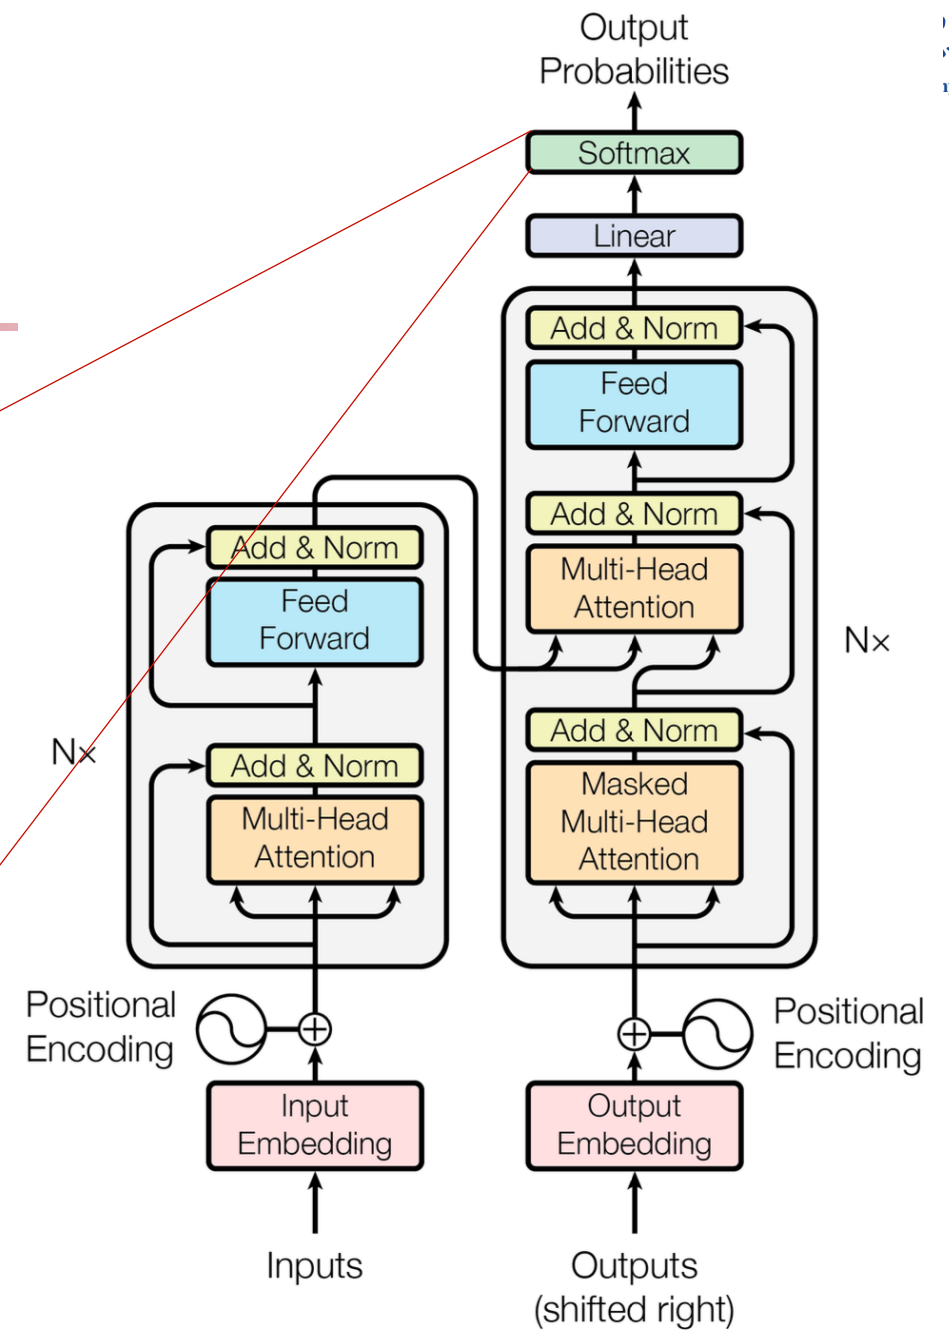 Output
Probabilities
Softmax
Linear
Add & Norm
Feed
Forward
Add & Norm
Multi-Head
Attention
Nx
Add & Norm
Masked
Multi-Head
Attention
Add & Norm
Feed
Forward
Nx
Add & Norm
Multi-Head
Attention
Positional
Encoding
Positional
Encoding
Input
Embedding
Output
Embedding
Inputs
Outputs
(shifted right)